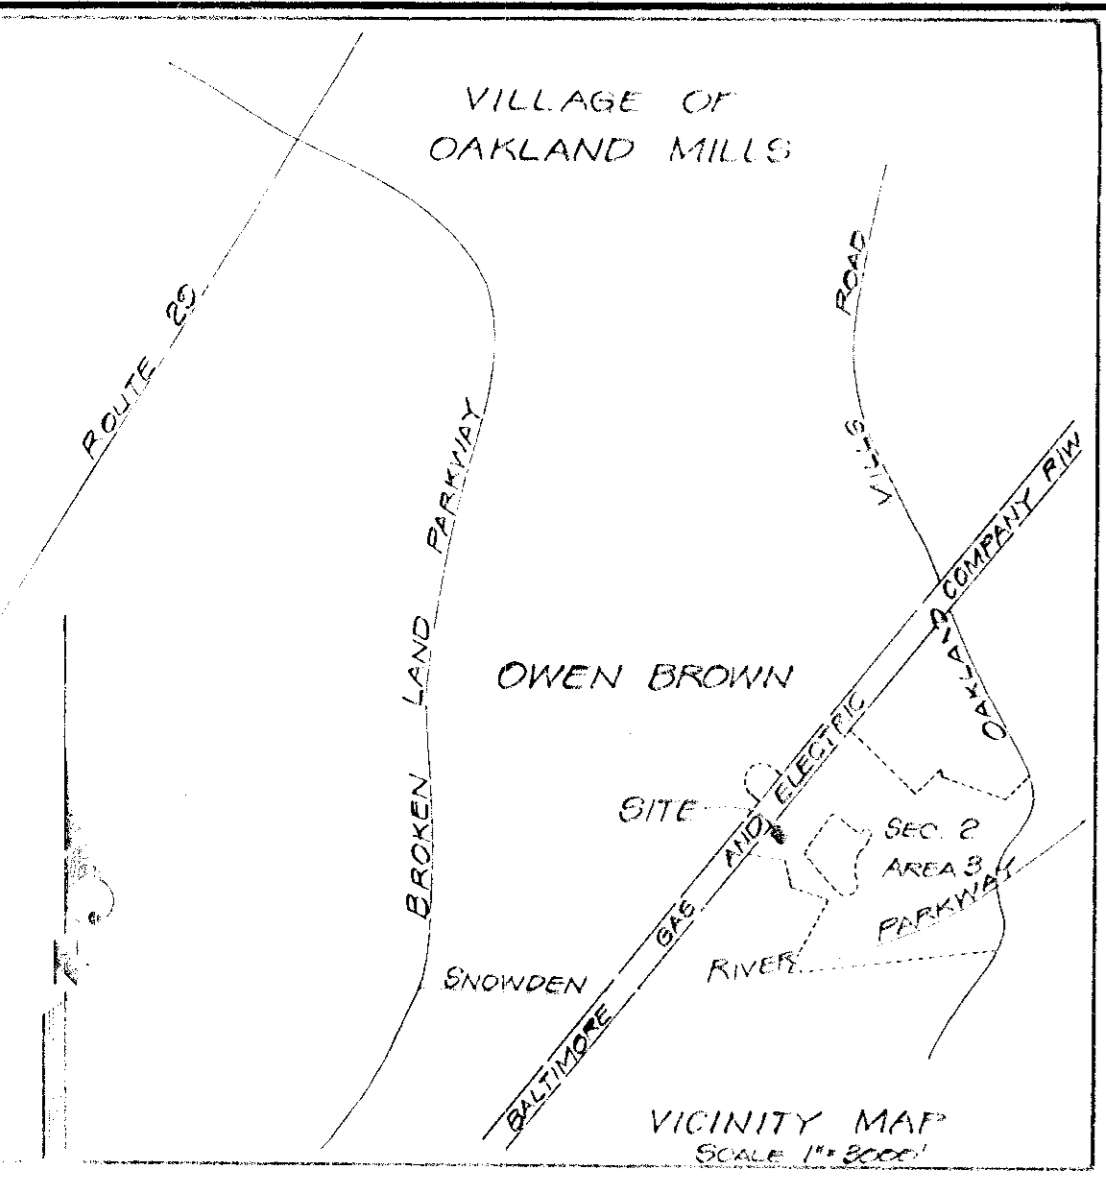 VILLAGE OF
OAKLAND MILLS
ROUTE 29
BROKEN LAND PARKWAY
OAKLAND MILLS ROAD
OWEN BROWN
BALTIMORE GAS AND ELECTRIC COMPANY R/W
SITE
SEC. 2
AREA 3
SNOWDEN RIVER PARKWAY
VICINITY MAP
SCALE 1"=3000'